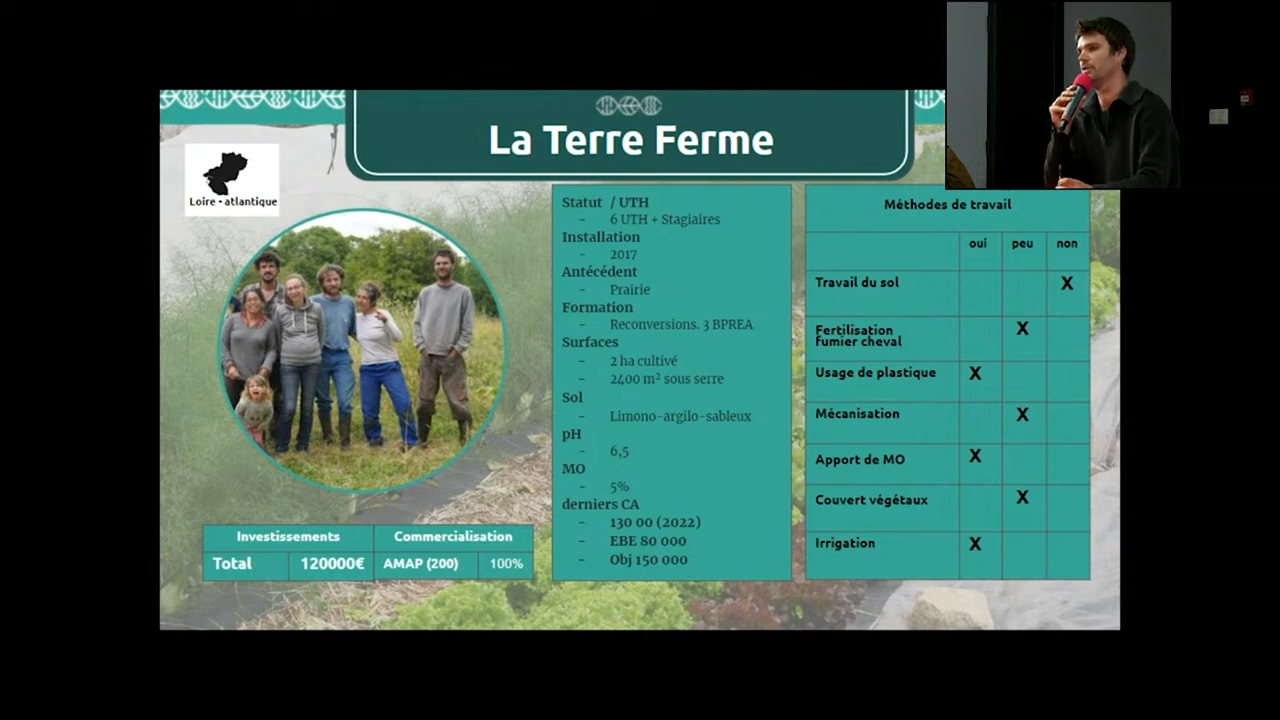 La Terre Ferme
Loire - atlantique
Statut / UTH
- 6 UTH + Stagiaires
Installation
- 2017
Antécédent
- Prairie
Formation
- Reconversions. 3 BPREA
Surfaces
- 2 ha cultivé
- 2400 m² sous serre
Sol
- Limono-argilo-sableux
pH
- 6,5
MO
- 5%
derniers CA
- 130 00 (2022)
- EBE 80 000
- Obj 150 000
Méthodes de travail
oui peu non
Travail du sol X
Fertilisation
fumier cheval X
Usage de plastique X
Mécanisation X
Apport de MO X
Couvert végétaux X
Irrigation X
Investissements Commercialisation
Total 120000€ AMAP (200) 100%